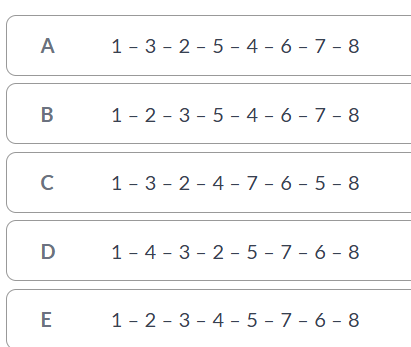 A 1 – 3 – 2 – 5 – 4 – 6 – 7 – 8
B 1 – 2 – 3 – 5 – 4 – 6 – 7 – 8
C 1 – 3 – 2 – 4 – 7 – 6 – 5 – 8
D 1 – 4 – 3 – 2 – 5 – 7 – 6 – 8
E 1 – 2 – 3 – 4 – 5 – 7 – 6 – 8